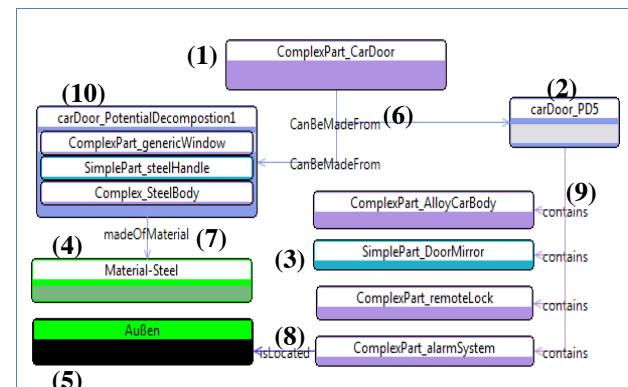 (1)
ComplexPart_CarDoor
(10)
(2)
carDoor_PotentialDecompostion1
CanBeMadeFrom
(6)
carDoor_PD5
ComplexPart_genericWindow
SimplePart_steelHandle
CanBeMadeFrom
Complex_SteelBody
(9)
ComplexPart_AlloyCarBody
contains
madeOfMaterial
(7)
(4)
(3)
SimplePart_DoorMirror
contains
Material-Steel
ComplexPart_remoteLock
contains
Außen
(8)
isLocated
ComplexPart_alarmSystem
contains
(5)